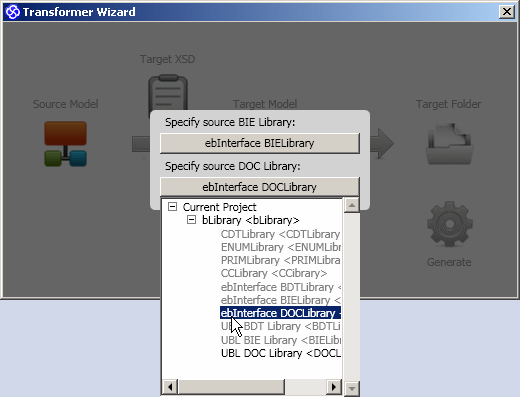 Transformer Wizard
Target XSD
Source Model
Target Model
Target Folder
Specify source BIE Library:
ebInterface BIELibrary
Specify source DOC Library:
ebInterface DOCLibrary
Current Project
bLibrary <bLibrary>
CDTLibrary <CDTLibrary
ENUMLibrary <ENUMLibr
PRIMLibrary <PRIMLibra
CCLibrary <CCLibrary>
ebInterface BDTLibrary <
ebInterface BIELibrary <
ebInterface DOCLibrary <
UBL BDT Library <BDTLi
UBL BIE Library <BIELibr
UBL DOC Library <DOCL
Generate